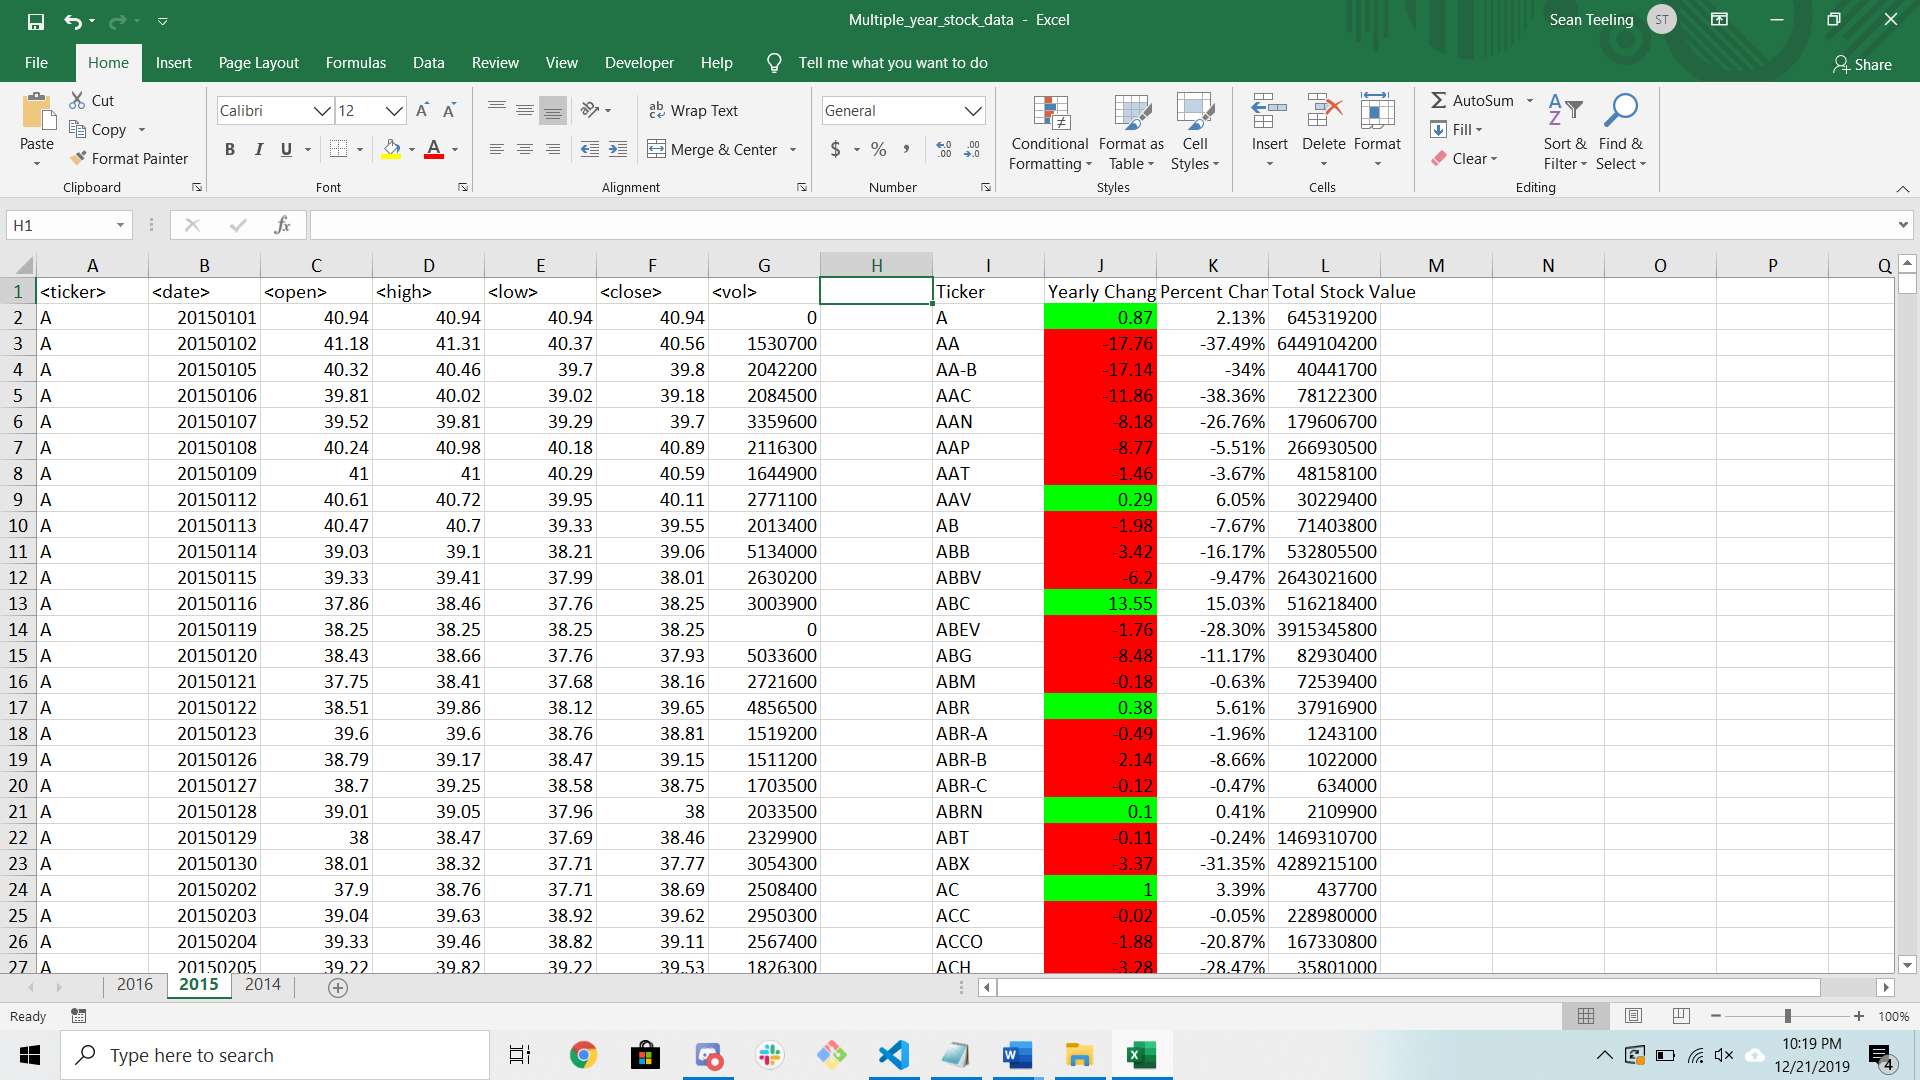 Multiple_year_stock_data - Excel
Sean Teeling ST
File Home Insert Page Layout Formulas Data Review View Developer Help Tell me what you want to do Share
Paste
Cut
Copy
Format Painter
Clipboard
Calibri 12
B I U
Font
Wrap Text
Merge & Center
Alignment
General
$ % ,
Number
Conditional Formatting
Format as Table
Cell Styles
Styles
Insert Delete Format
Cells
AutoSum
Fill
Clear
Sort & Filter
Find & Select
Editing
H1 fx
A B C D E F G H I J K L M N O P Q
1 <ticker> <date> <open> <high> <low> <close> <vol> Ticker Yearly Chang Percent Chan Total Stock Value
2 A 20150101 40.94 40.94 40.94 40.94 0 A 0.87 2.13% 645319200
3 A 20150102 41.18 41.31 40.37 40.56 1530700 AA -17.76 -37.49% 6449104200
4 A 20150105 40.32 40.46 39.7 39.8 2042200 AA-B -17.14 -34% 40441700
5 A 20150106 39.81 40.02 39.02 39.18 2084500 AAC -11.86 -38.36% 78122300
6 A 20150107 39.52 39.81 39.29 39.7 3359600 AAN -8.18 -26.76% 179606700
7 A 20150108 40.24 40.98 40.18 40.89 2116300 AAP -8.77 -5.51% 266930500
8 A 20150109 41 41 40.29 40.59 1644900 AAT -1.46 -3.67% 48158100
9 A 20150112 40.61 40.72 39.95 40.11 2771100 AAV 0.29 6.05% 30229400
10 A 20150113 40.47 40.7 39.33 39.55 2013400 AB -1.98 -7.67% 71403800
11 A 20150114 39.03 39.1 38.21 39.06 5134000 ABB -3.42 -16.17% 532805500
12 A 20150115 39.33 39.41 37.99 38.01 2630200 ABBV -6.2 -9.47% 2643021600
13 A 20150116 37.86 38.46 37.76 38.25 3003900 ABC 13.55 15.03% 516218400
14 A 20150119 38.25 38.25 38.25 38.25 0 ABEV -1.76 -28.30% 3915345800
15 A 20150120 38.43 38.66 37.76 37.93 5033600 ABG -8.48 -11.17% 82930400
16 A 20150121 37.75 38.41 37.68 38.16 2721600 ABM -0.18 -0.63% 72539400
17 A 20150122 38.51 39.86 38.12 39.65 4856500 ABR 0.38 5.61% 37916900
18 A 20150123 39.6 39.6 38.76 38.81 1519200 ABR-A -0.49 -1.96% 1243100
19 A 20150126 38.79 39.17 38.47 39.15 1511200 ABR-B -2.14 -8.66% 1022000
20 A 20150127 38.7 39.25 38.58 38.75 1703500 ABR-C -0.12 -0.47% 634000
21 A 20150128 39.01 39.05 37.96 38 2033500 ABRN 0.1 0.41% 2109900
22 A 20150129 38 38.47 37.69 38.46 2329900 ABT -0.11 -0.24% 1469310700
23 A 20150130 38.01 38.32 37.71 37.77 3054300 ABX -3.37 -31.35% 4289215100
24 A 20150202 37.9 38.76 37.71 38.69 2508400 AC 1 3.39% 437700
25 A 20150203 39.04 39.63 38.92 39.62 2950300 ACC -0.02 -0.05% 228980000
26 A 20150204 39.33 39.46 38.82 39.11 2567400 ACCO -1.88 -20.87% 167330800
27 A 20150205 39.22 39.82 39.22 39.53 1826300 ACH -3.28 -28.47% 35801000
2016 2015 2014
Ready 100%
Type here to search
10:19 PM
12/21/2019
4